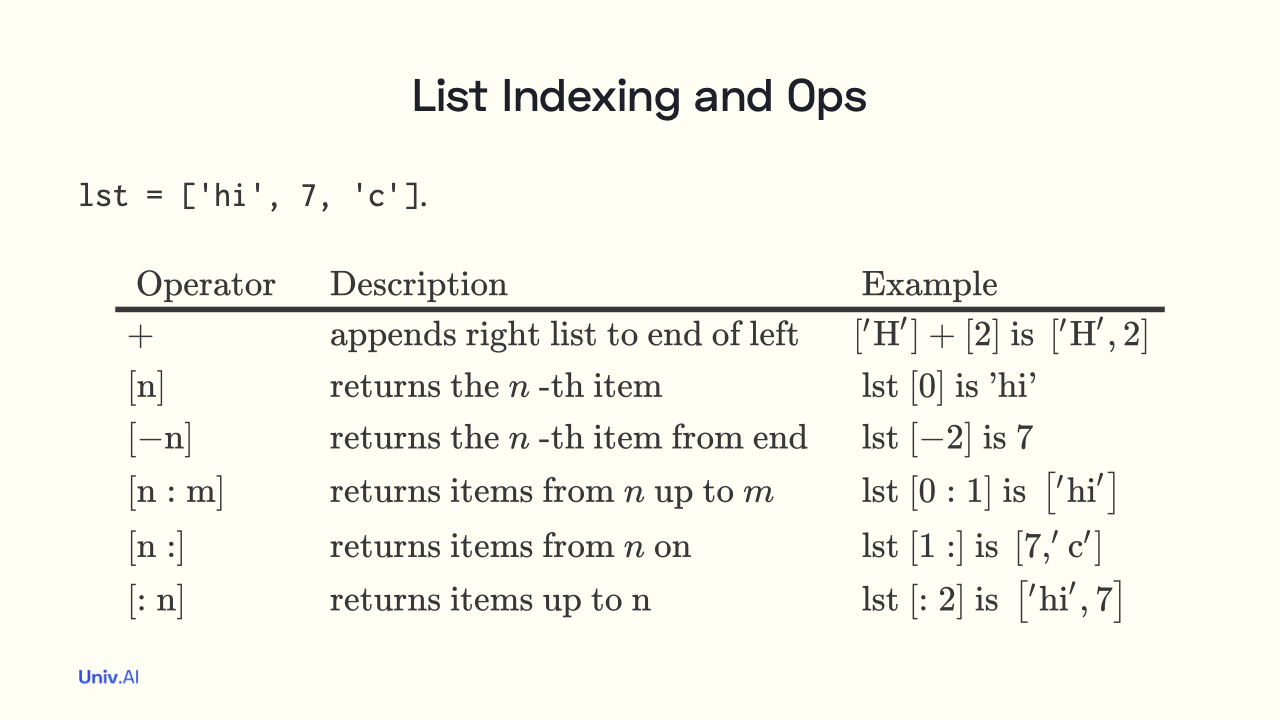 List Indexing and Ops
lst = ['hi', 7, 'c'].
Operator Description Example
+ appends right list to end of left ['H'] + [2] is ['H', 2]
[n] returns the n -th item lst [0] is ’hi’
[−n] returns the n -th item from end lst [−2] is 7
[n : m] returns items from n up to m lst [0 : 1] is ['hi']
[n :] returns items from n on lst [1 :] is [7,' c']
[: n] returns items up to n lst [: 2] is ['hi', 7]
Univ.AI